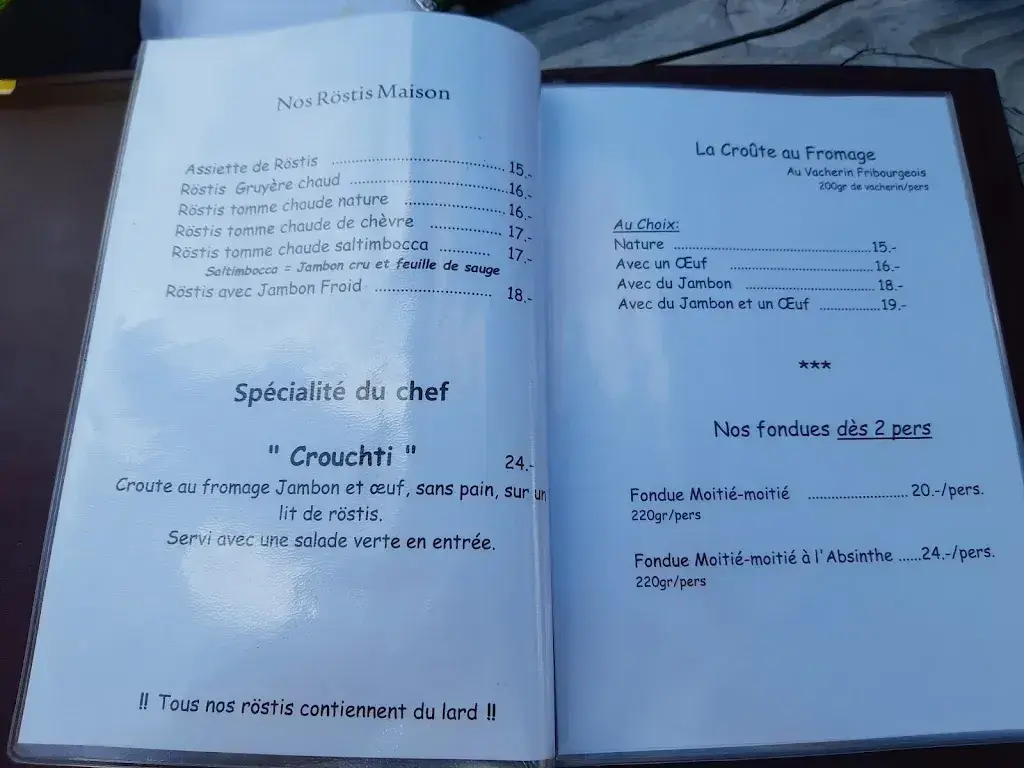 Nos Röstis Maison
Assiette de Röstis ........................................ 15.-
Röstis Gruyère chaud ........................................16.-
Röstis tomme chaude nature .........................16.-
Röstis tomme chaude de chèvre .................. 17.-
Röstis tomme chaude saltimbocca ............. 17.-
Saltimbocca = Jambon cru et feuille de sauge
Röstis avec Jambon Froid ............................. 18.-
Spécialité du chef
" Crouchti " 24.-
Croute au fromage Jambon et œuf, sans pain, sur un
lit de röstis.
Servi avec une salade verte en entrée.
!! Tous nos röstis contiennent du lard !!
La Croûte au Fromage
Au Vacherin Fribourgeois
200gr de vacherin/pers
Au Choix:
Nature ..................................................15.-
Avec un Œuf ....................................16.-
Avec du Jambon .................................18.-
Avec du Jambon et un Œuf ...............19.-
***
Nos fondues dès 2 pers
Fondue Moitié-moitié ......................... 20.-/pers.
220gr/pers
Fondue Moitié-moitié à l'Absinthe ......24.-/pers.
220gr/pers